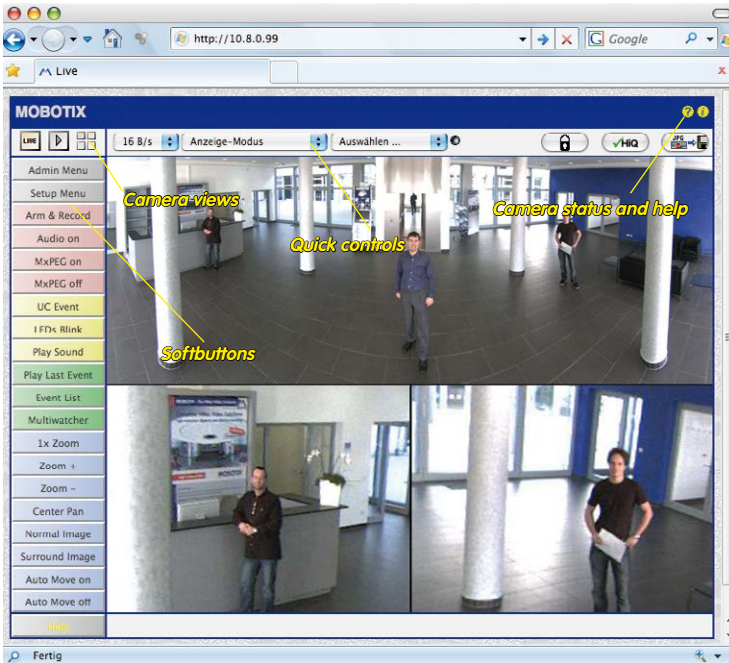 http://10.8.0.99
Google
Live
MOBOTIX
LIVE
16 B/s
Anzeige-Modus
Auswählen ...
HiQ
JPG
Admin Menu
Setup Menu
Arm & Record
Audio on
MxPEG on
MxPEG off
UC Event
LEDs Blink
Play Sound
Play Last Event
Event List
Multiwatcher
1x Zoom
Zoom +
Zoom –
Center Pan
Normal Image
Surround Image
Auto Move on
Auto Move off
Help
Camera views
Quick controls
Camera status and help
Softbuttons
MOBOTIX
Fertig